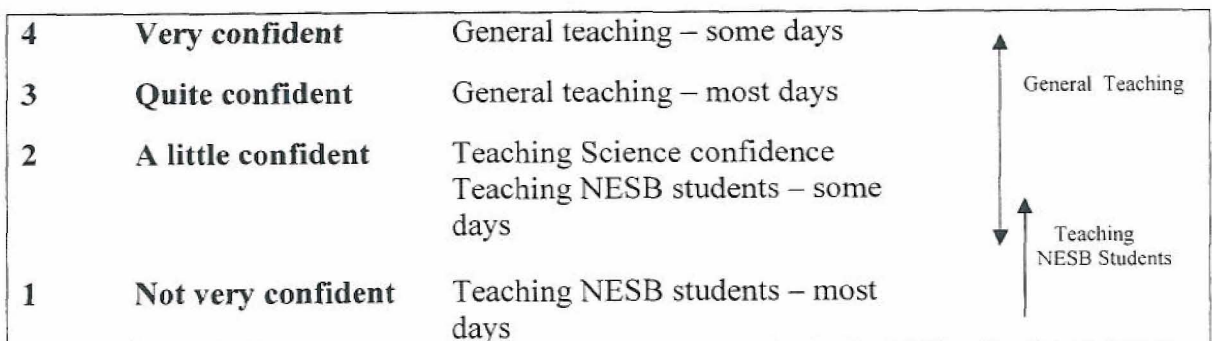 4 Very confident General teaching – some days
General Teaching
3 Quite confident General teaching – most days
2 A little confident Teaching Science confidence
Teaching NESB students – some
days
Teaching
NESB Students
1 Not very confident Teaching NESB students – most
days